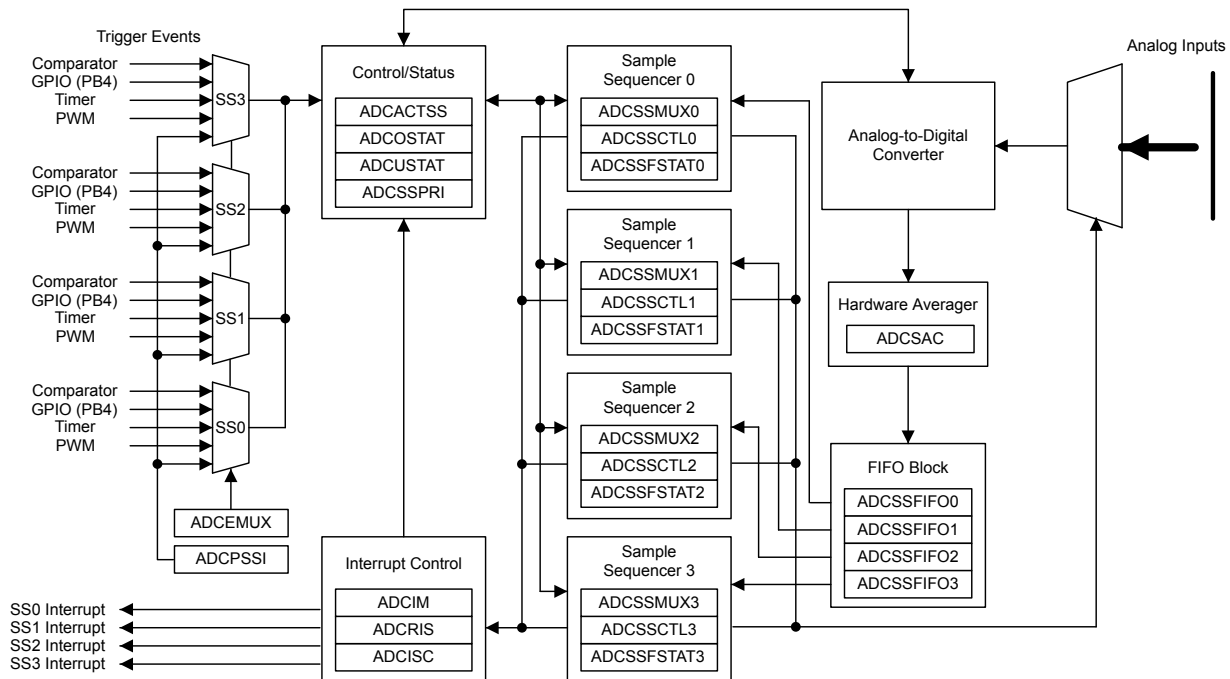 Trigger Events
Comparator
GPIO (PB4)
Timer
PWM
SS3
Comparator
GPIO (PB4)
Timer
PWM
SS2
Comparator
GPIO (PB4)
Timer
PWM
SS1
Comparator
GPIO (PB4)
Timer
PWM
SS0
ADCEMUX
ADCPSSI
SS0 Interrupt
SS1 Interrupt
SS2 Interrupt
SS3 Interrupt
Control/Status
ADCACTSS
ADCOSTAT
ADCUSTAT
ADCSSPRI
Interrupt Control
ADCIM
ADCRIS
ADCISC
Sample
Sequencer 0
ADCSSMUX0
ADCSSCTL0
ADCSSFSTAT0
Sample
Sequencer 1
ADCSSMUX1
ADCSSCTL1
ADCSSFSTAT1
Sample
Sequencer 2
ADCSSMUX2
ADCSSCTL2
ADCSSFSTAT2
Sample
Sequencer 3
ADCSSMUX3
ADCSSCTL3
ADCSSFSTAT3
Analog-to-Digital
Converter
Hardware Averager
ADCSAC
FIFO Block
ADCSSFIFO0
ADCSSFIFO1
ADCSSFIFO2
ADCSSFIFO3
Analog Inputs